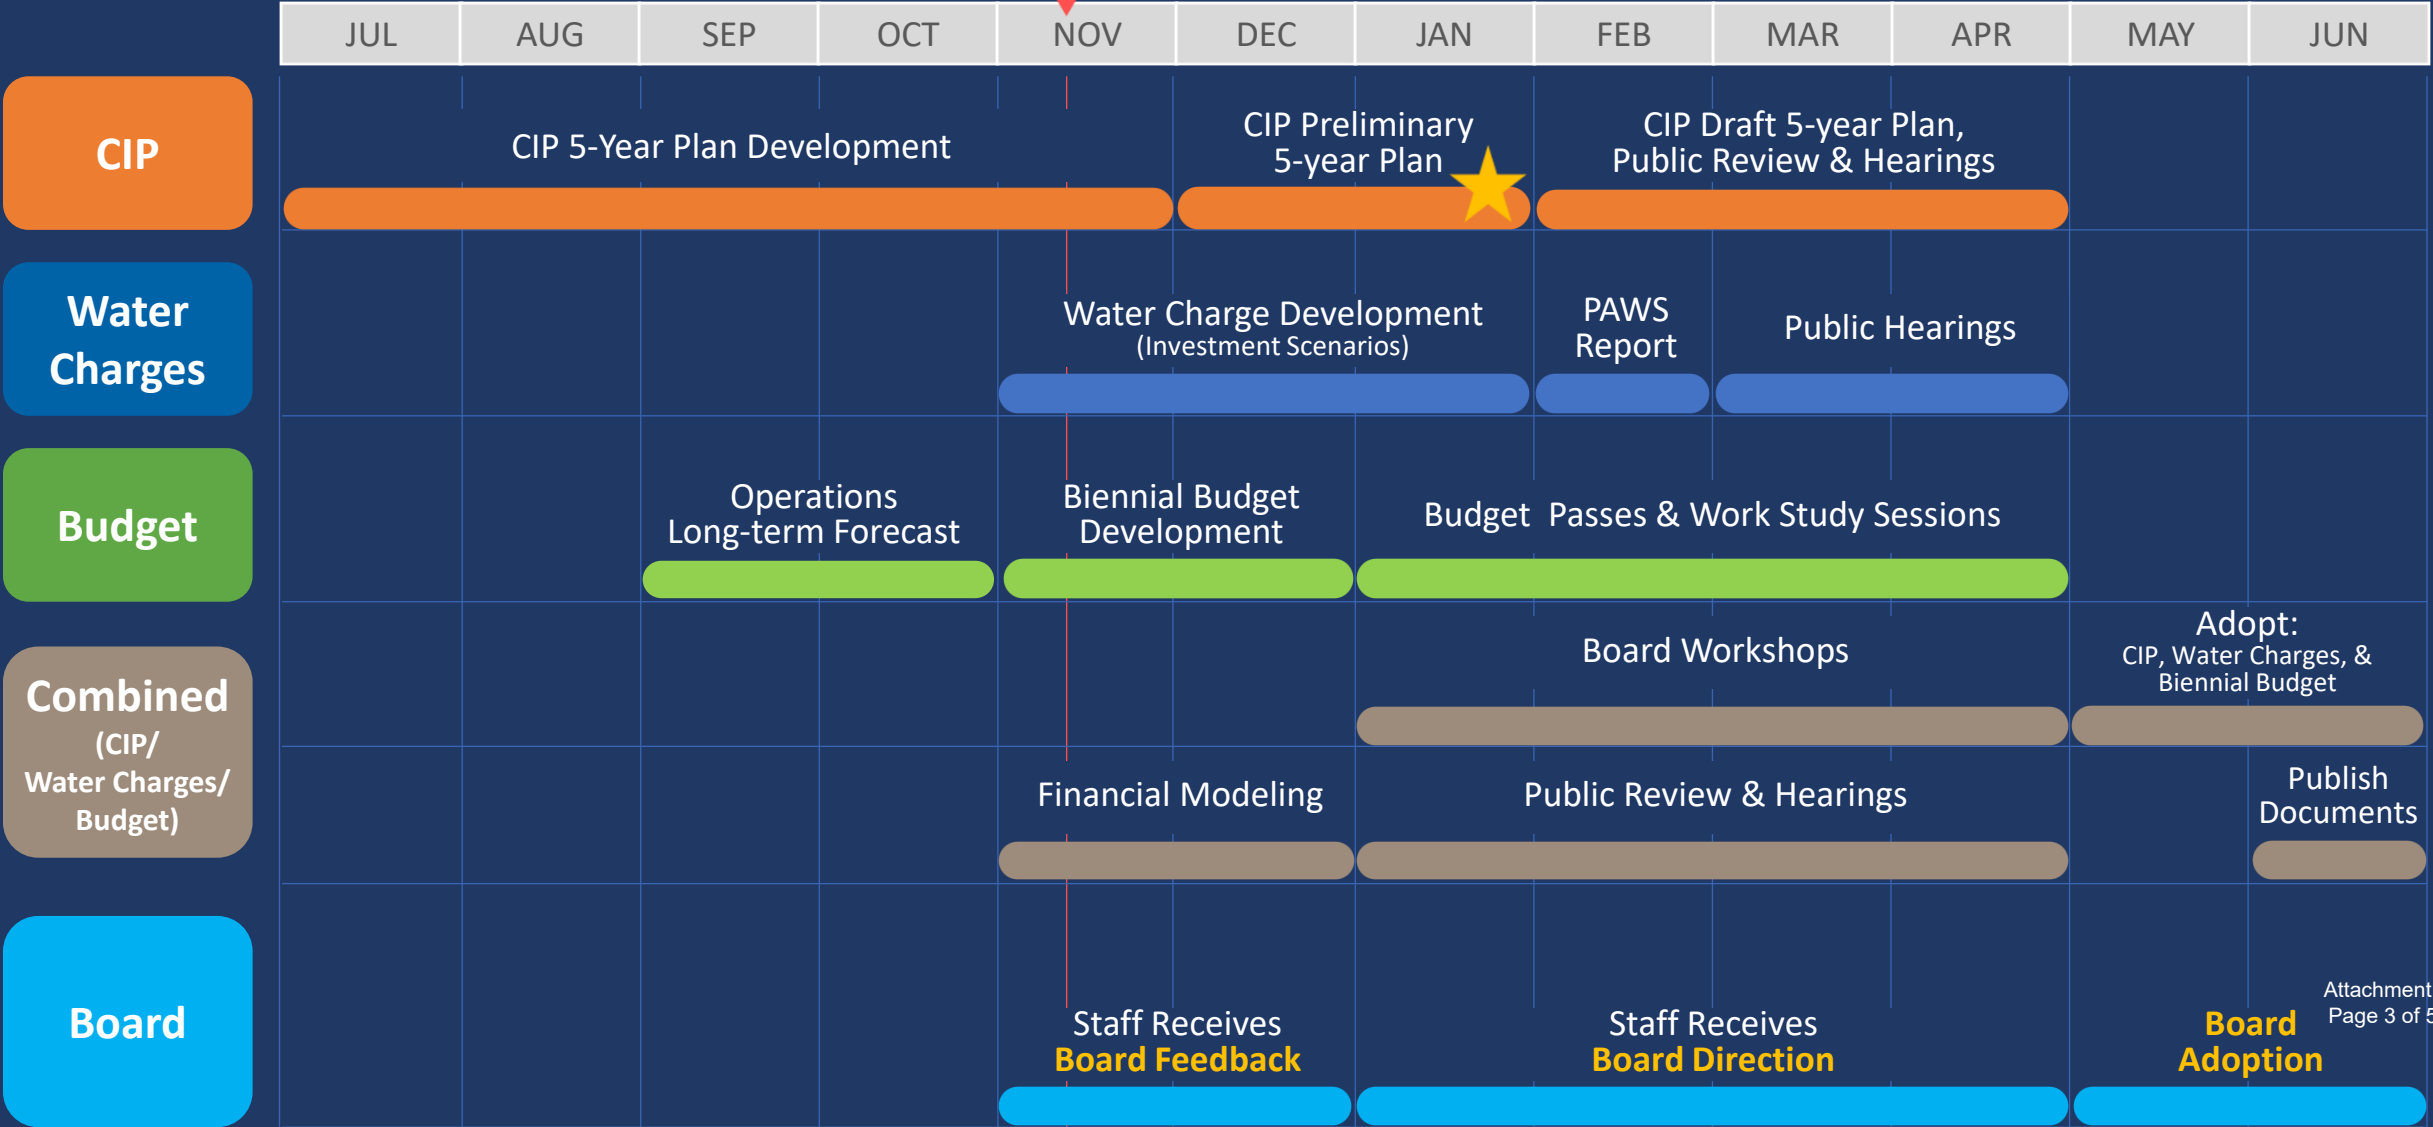 JUL AUG SEP OCT NOV DEC JAN FEB MAR APR MAY JUN
CIP
CIP 5-Year Plan Development
CIP Preliminary
5-year Plan
CIP Draft 5-year Plan,
Public Review & Hearings
Water
Charges
Water Charge Development
(Investment Scenarios)
PAWS
Report
Public Hearings
Budget
Operations
Long-term Forecast
Biennial Budget
Development
Budget Passes & Work Study Sessions
Combined
(CIP/
Water Charges/
Budget)
Board Workshops
Adopt:
CIP, Water Charges, &
Biennial Budget
Financial Modeling
Public Review & Hearings
Publish
Documents
Board
Staff Receives
Board Feedback
Staff Receives
Board Direction
Board
Adoption
Attachment
Page 3 of 5